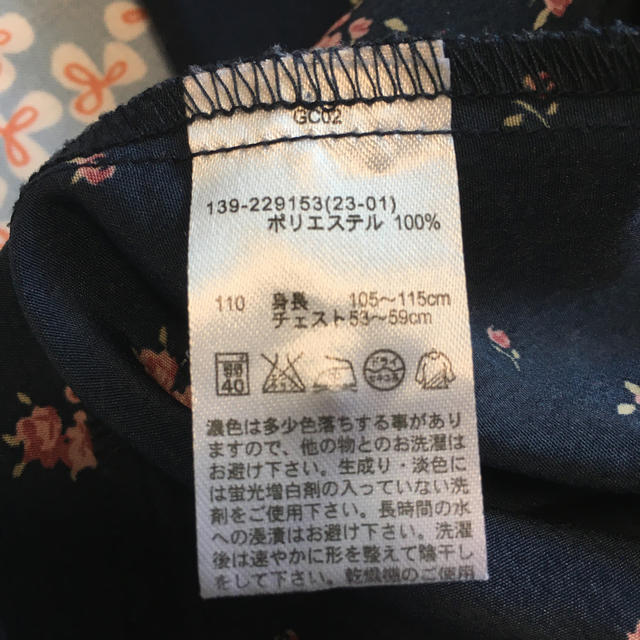 GC02
139-229153(23-01)
ポリエステル 100%
110 身長 105～115cm
チェスト53～59cm
40
濃色は多少色落ちする事があり
ますので、他の物とのお洗濯は
お避け下さい。生成り・淡色に
は蛍光増白剤の入っていない洗
剤をご使用下さい。長時間の水
への浸漬はお避け下さい。洗濯
後は速やかに形を整えて陰干し
をして下さい。乾燥機のご使用